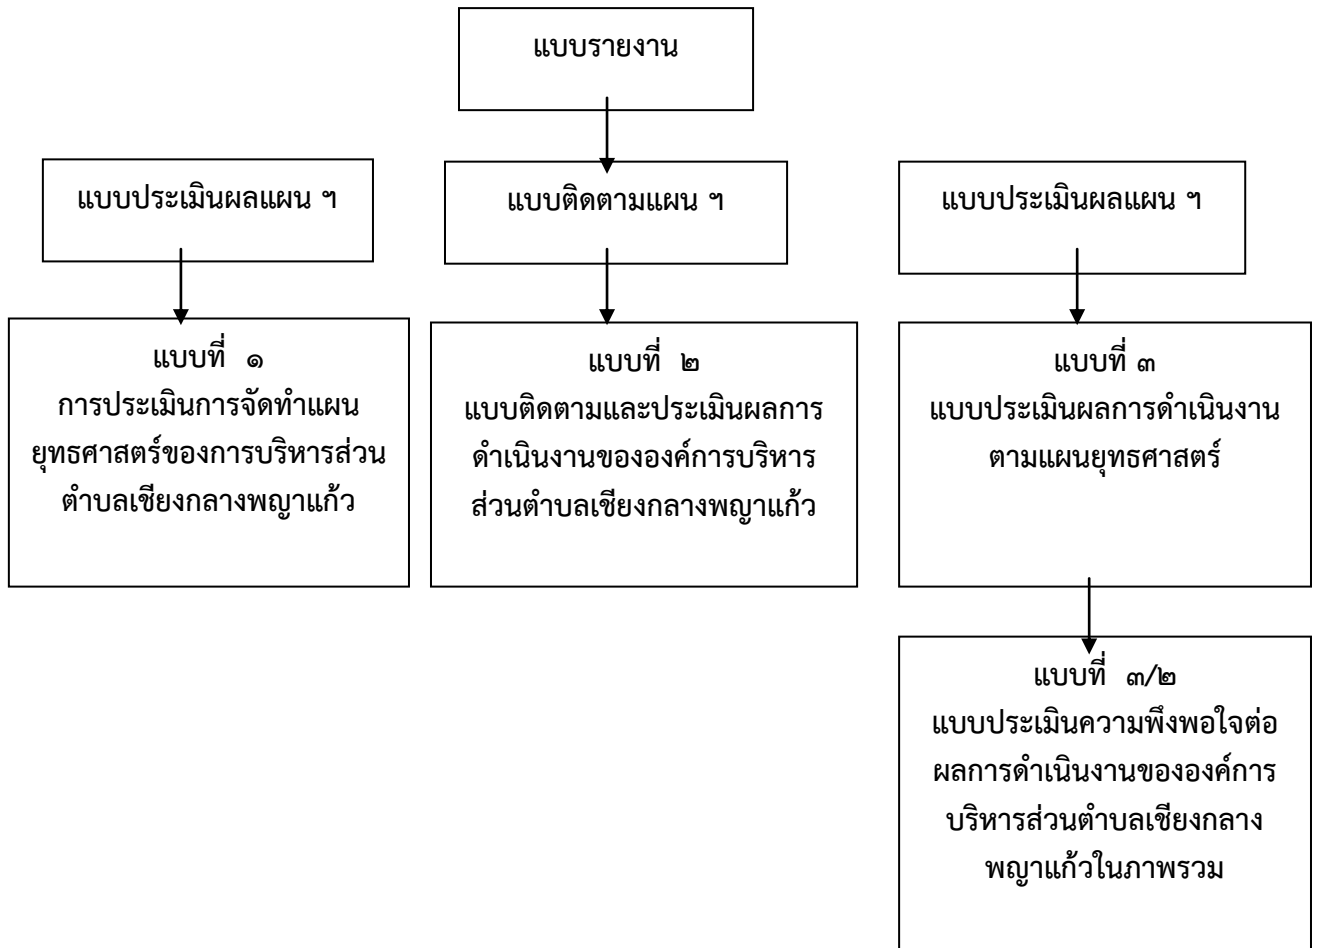 แบบรายงาน
แบบประเมินผลแผน ฯ
แบบติดตามแผน ฯ
แบบประเมินผลแผน ฯ
แบบที่ ๑
การประเมินการจัดทำแผน
ยุทธศาสตร์ของการบริหารส่วน
ตำบลเชียงกลางพญาแก้ว
แบบที่ ๒
แบบติดตามและประเมินผลการ
ดำเนินงานขององค์การบริหาร
ส่วนตำบลเชียงกลางพญาแก้ว
แบบที่ ๓
แบบประเมินผลการดำเนินงาน
ตามแผนยุทธศาสตร์
แบบที่ ๓/๒
แบบประเมินความพึงพอใจต่อ
ผลการดำเนินงานขององค์การ
บริหารส่วนตำบลเชียงกลาง
พญาแก้วในภาพรวม